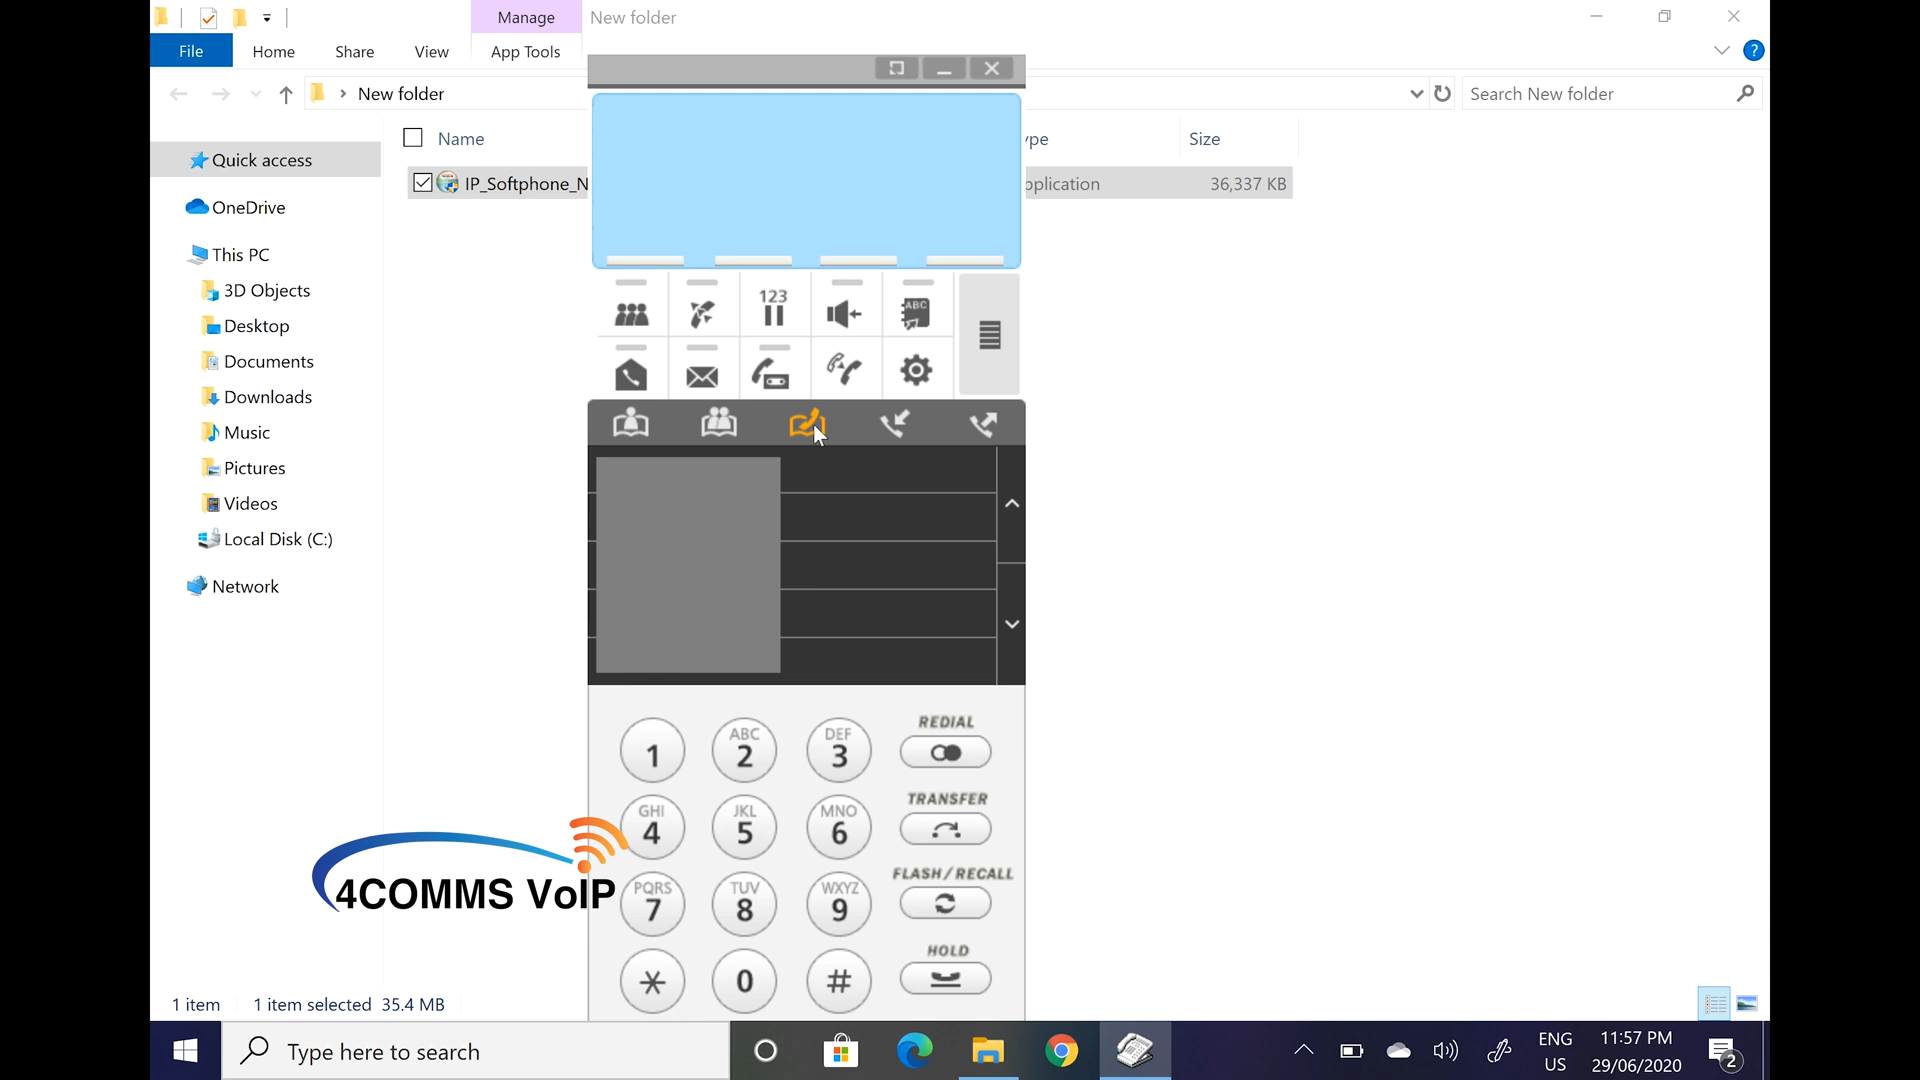 Manage
New folder
File
Home
Share
View
App Tools
New folder
Search New folder
Name
ype
Size
Quick access
IP_Softphone_N
pplication
36,337 KB
OneDrive
This PC
3D Objects
Desktop
Documents
Downloads
Music
Pictures
Videos
Local Disk (C:)
Network
123
ABC
1
ABC
2
DEF
3
REDIAL
GHI
4
JKL
5
MNO
6
TRANSFER
PQRS
7
TUV
8
WXYZ
9
FLASH/RECALL
*
0
#
HOLD
4COMMS VoIP
1 item
1 item selected 35.4 MB
Type here to search
ENG
US
11:57 PM
29/06/2020
2
?